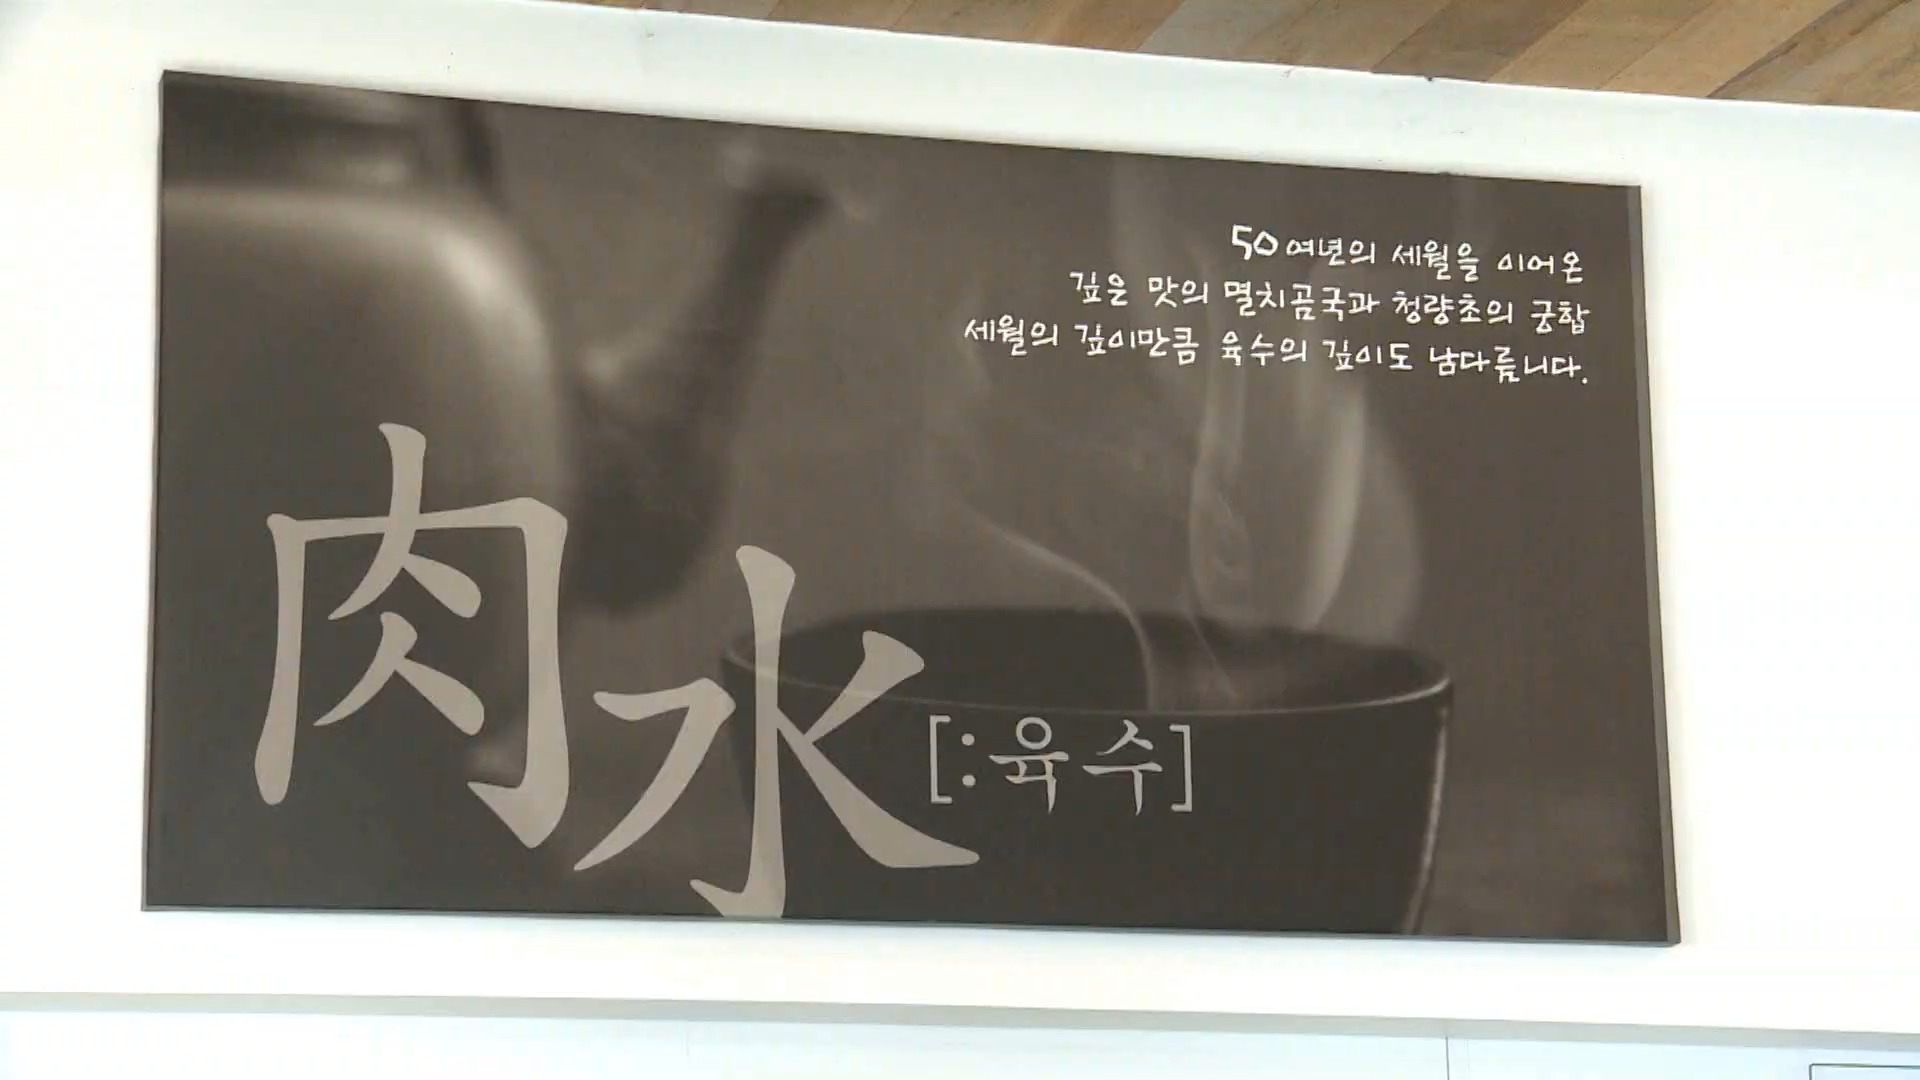 50여년의 세월을 이어온
깊은 맛의 멸치곰국과 청량초의 궁합
세월의 깊이만큼 육수의 깊이도 남다릅니다.
肉水 [:육수]